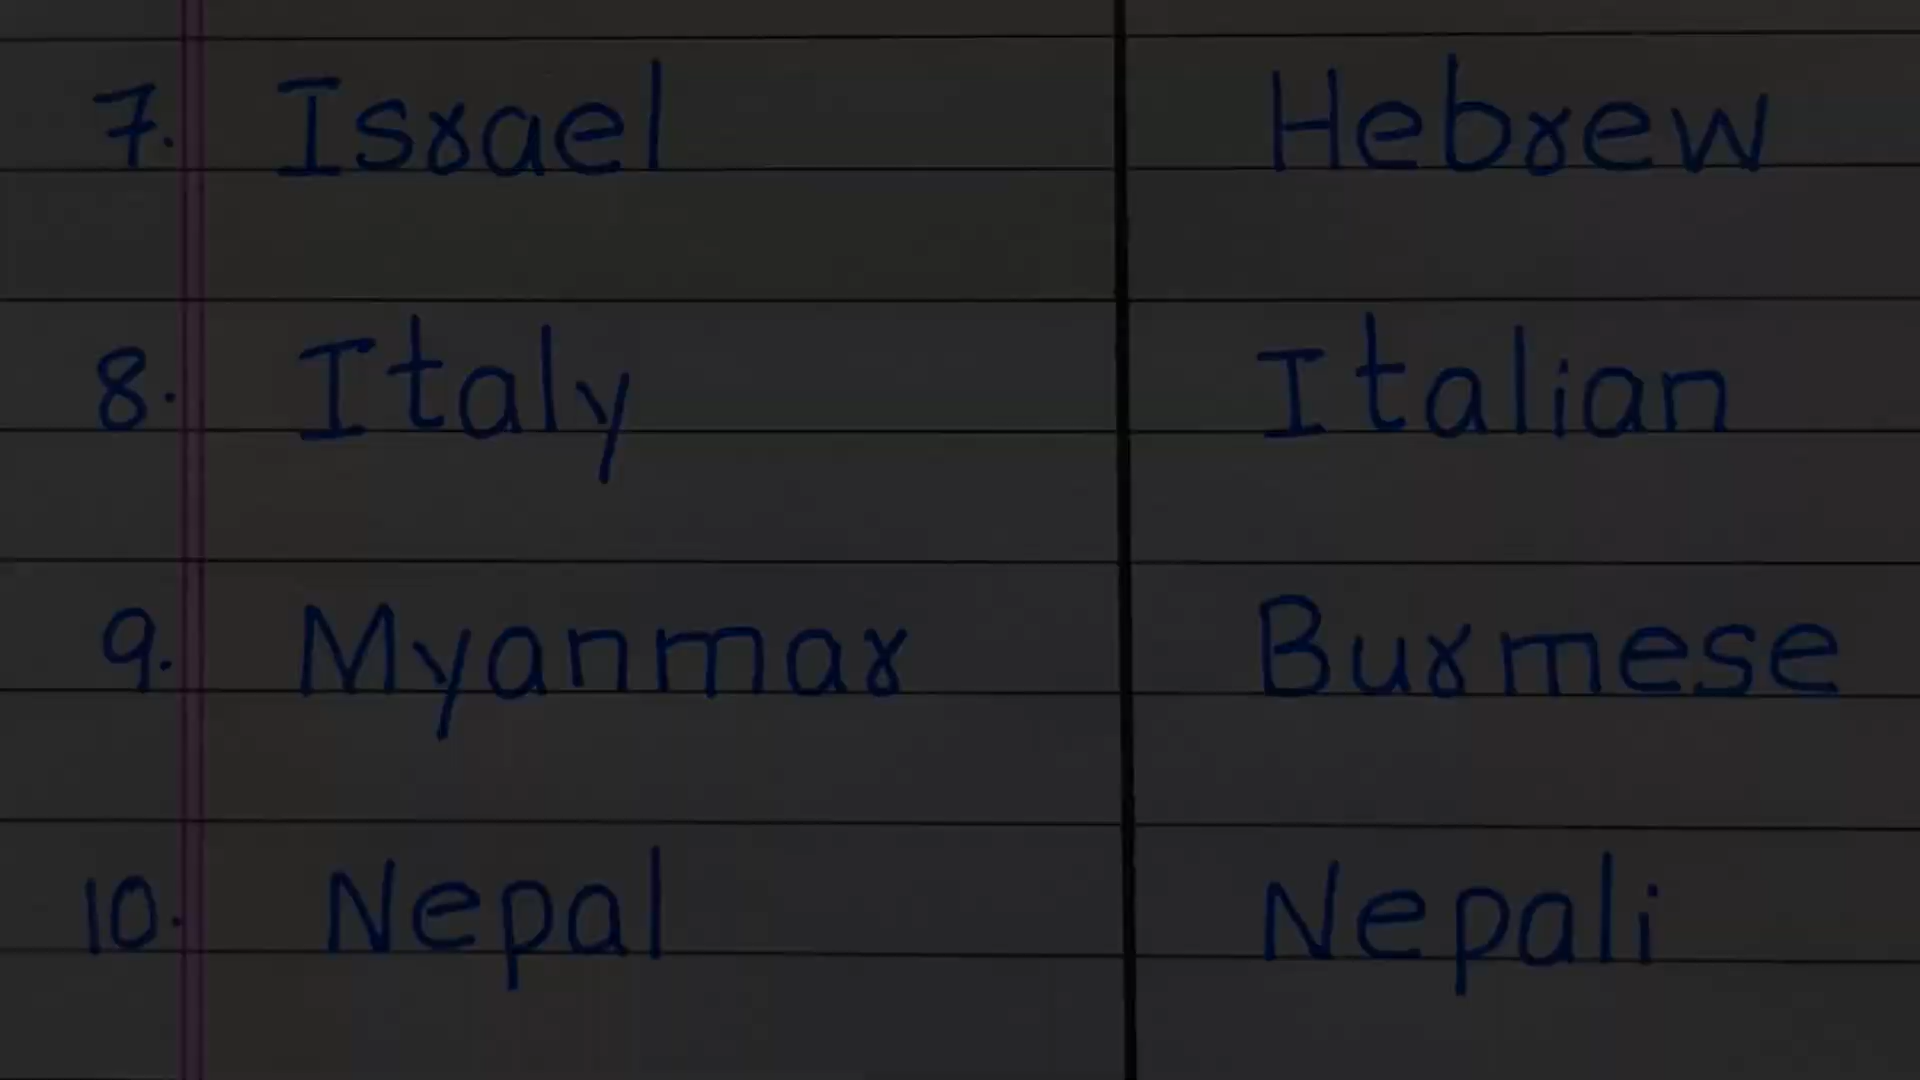 7. Israel Hebrew
8. Italy Italian
9. Myanmar Burmese
10. Nepal Nepali